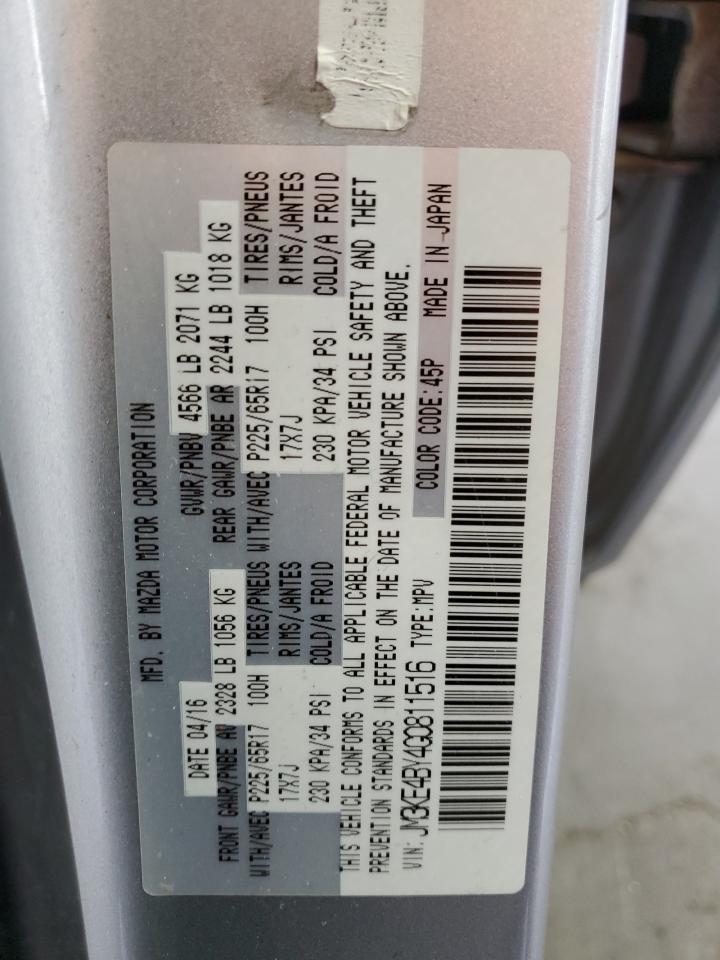 MFD. BY MAZDA MOTOR CORPORATION
DATE 04/16 GVWR/PNBV 4566 LB 2071 KG
FRONT GAWR/PNBE AV 2328 LB 1056 KG REAR GAWR/PNBE AR 2244 LB 1018 KG
WITH/AVEC P225/65R17 100H TIRES/PNEUS WITH/AVEC P225/65R17 100H TIRES/PNEUS
17X7J RIMS/JANTES 17X7J RIMS/JANTES
230 KPA/34 PSI COLD/A FROID 230 KPA/34 PSI COLD/A FROID
THIS VEHICLE CONFORMS TO ALL APPLICABLE FEDERAL MOTOR VEHICLE SAFETY AND THEFT
PREVENTION STANDARDS IN EFFECT ON THE DATE OF MANUFACTURE SHOWN ABOVE.
VIN: JM3KE4BY4G0811516 TYPE:MPV COLOR CODE:45P MADE IN JAPAN